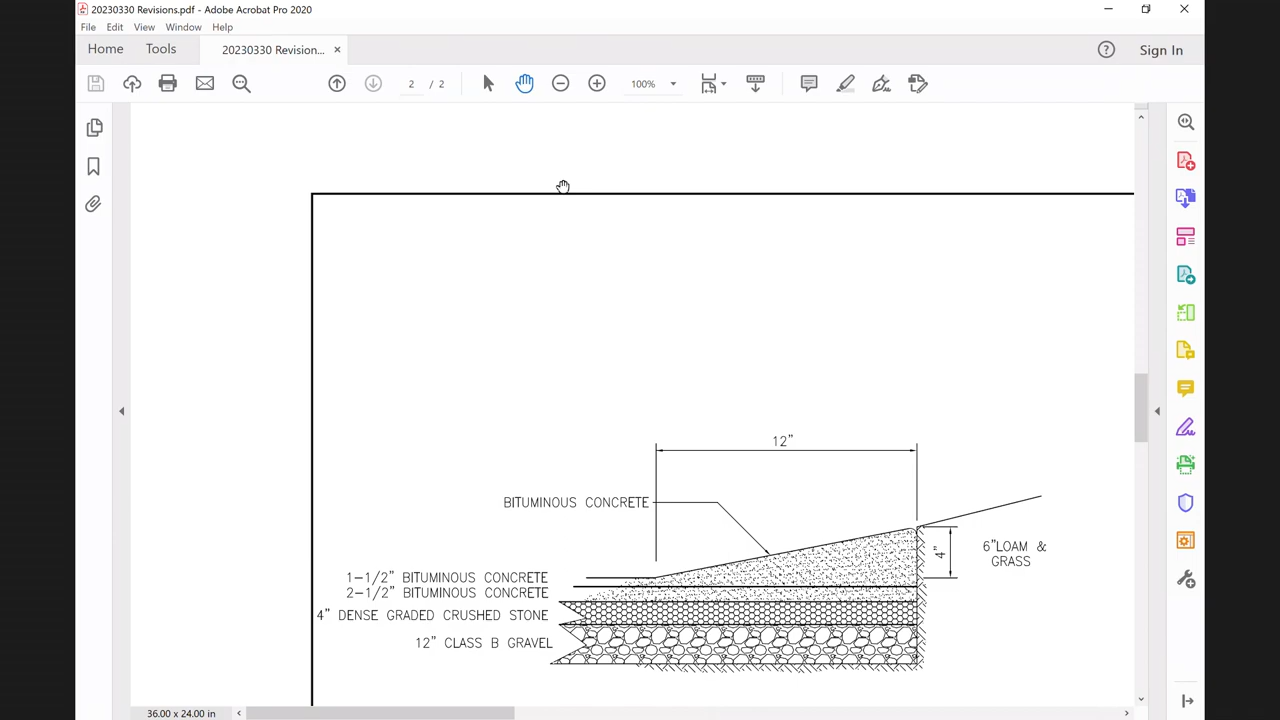 20230330 Revisions.pdf - Adobe Acrobat Pro 2020
File Edit View Window Help
Home Tools 20230330 Revision... × Sign In
2 / 2 100%
12”
BITUMINOUS CONCRETE
4”
6”LOAM &
GRASS
1-1/2” BITUMINOUS CONCRETE
2-1/2” BITUMINOUS CONCRETE
4” DENSE GRADED CRUSHED STONE
12” CLASS B GRAVEL
36.00 x 24.00 in